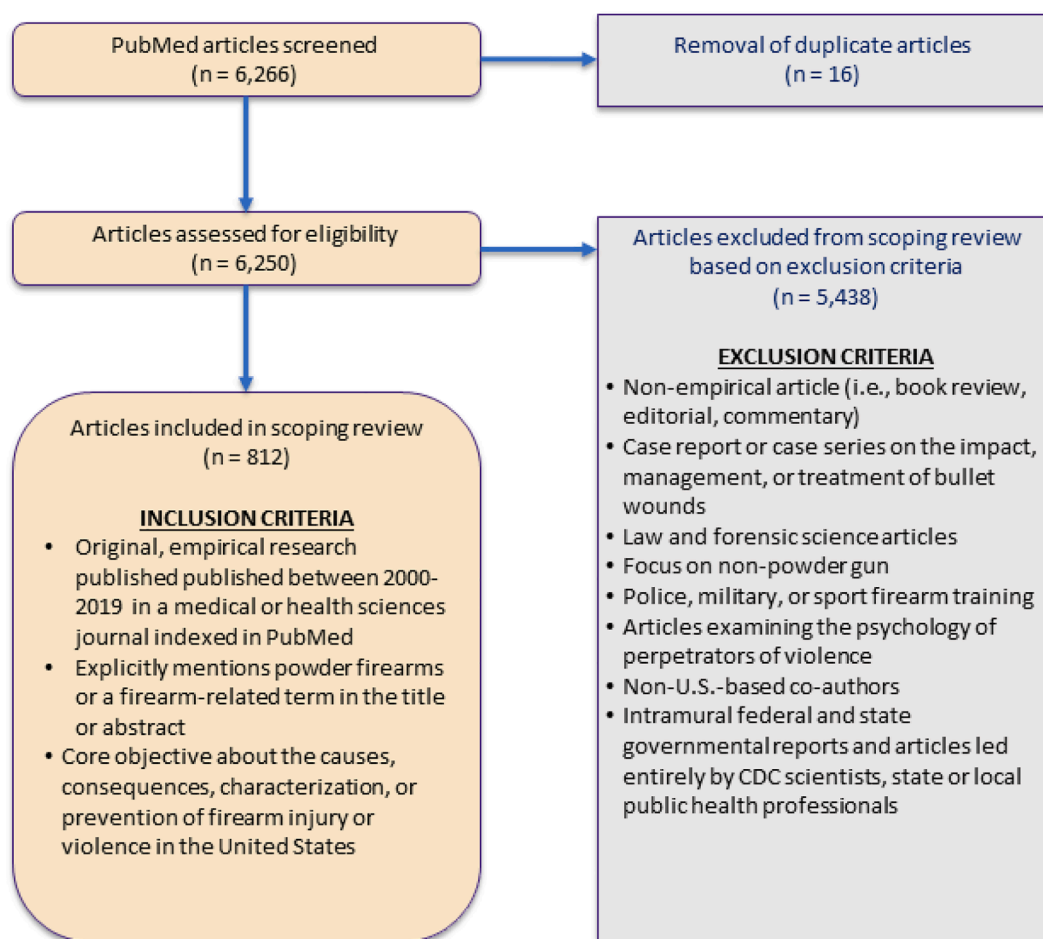 PubMed articles screened
(n = 6,266)
Removal of duplicate articles
(n = 16)
Articles assessed for eligibility
(n = 6,250)
Articles excluded from scoping review
based on exclusion criteria
(n = 5,438)
EXCLUSION CRITERIA
• Non-empirical article (i.e., book review,
editorial, commentary)
• Case report or case series on the impact,
management, or treatment of bullet
wounds
• Law and forensic science articles
• Focus on non-powder gun
• Police, military, or sport firearm training
• Articles examining the psychology of
perpetrators of violence
• Non-U.S.-based co-authors
• Intramural federal and state
governmental reports and articles led
entirely by CDC scientists, state or local
public health professionals
Articles included in scoping review
(n = 812)
INCLUSION CRITERIA
• Original, empirical research
published published between 2000-
2019 in a medical or health sciences
journal indexed in PubMed
• Explicitly mentions powder firearms
or a firearm-related term in the title
or abstract
• Core objective about the causes,
consequences, characterization, or
prevention of firearm injury or
violence in the United States